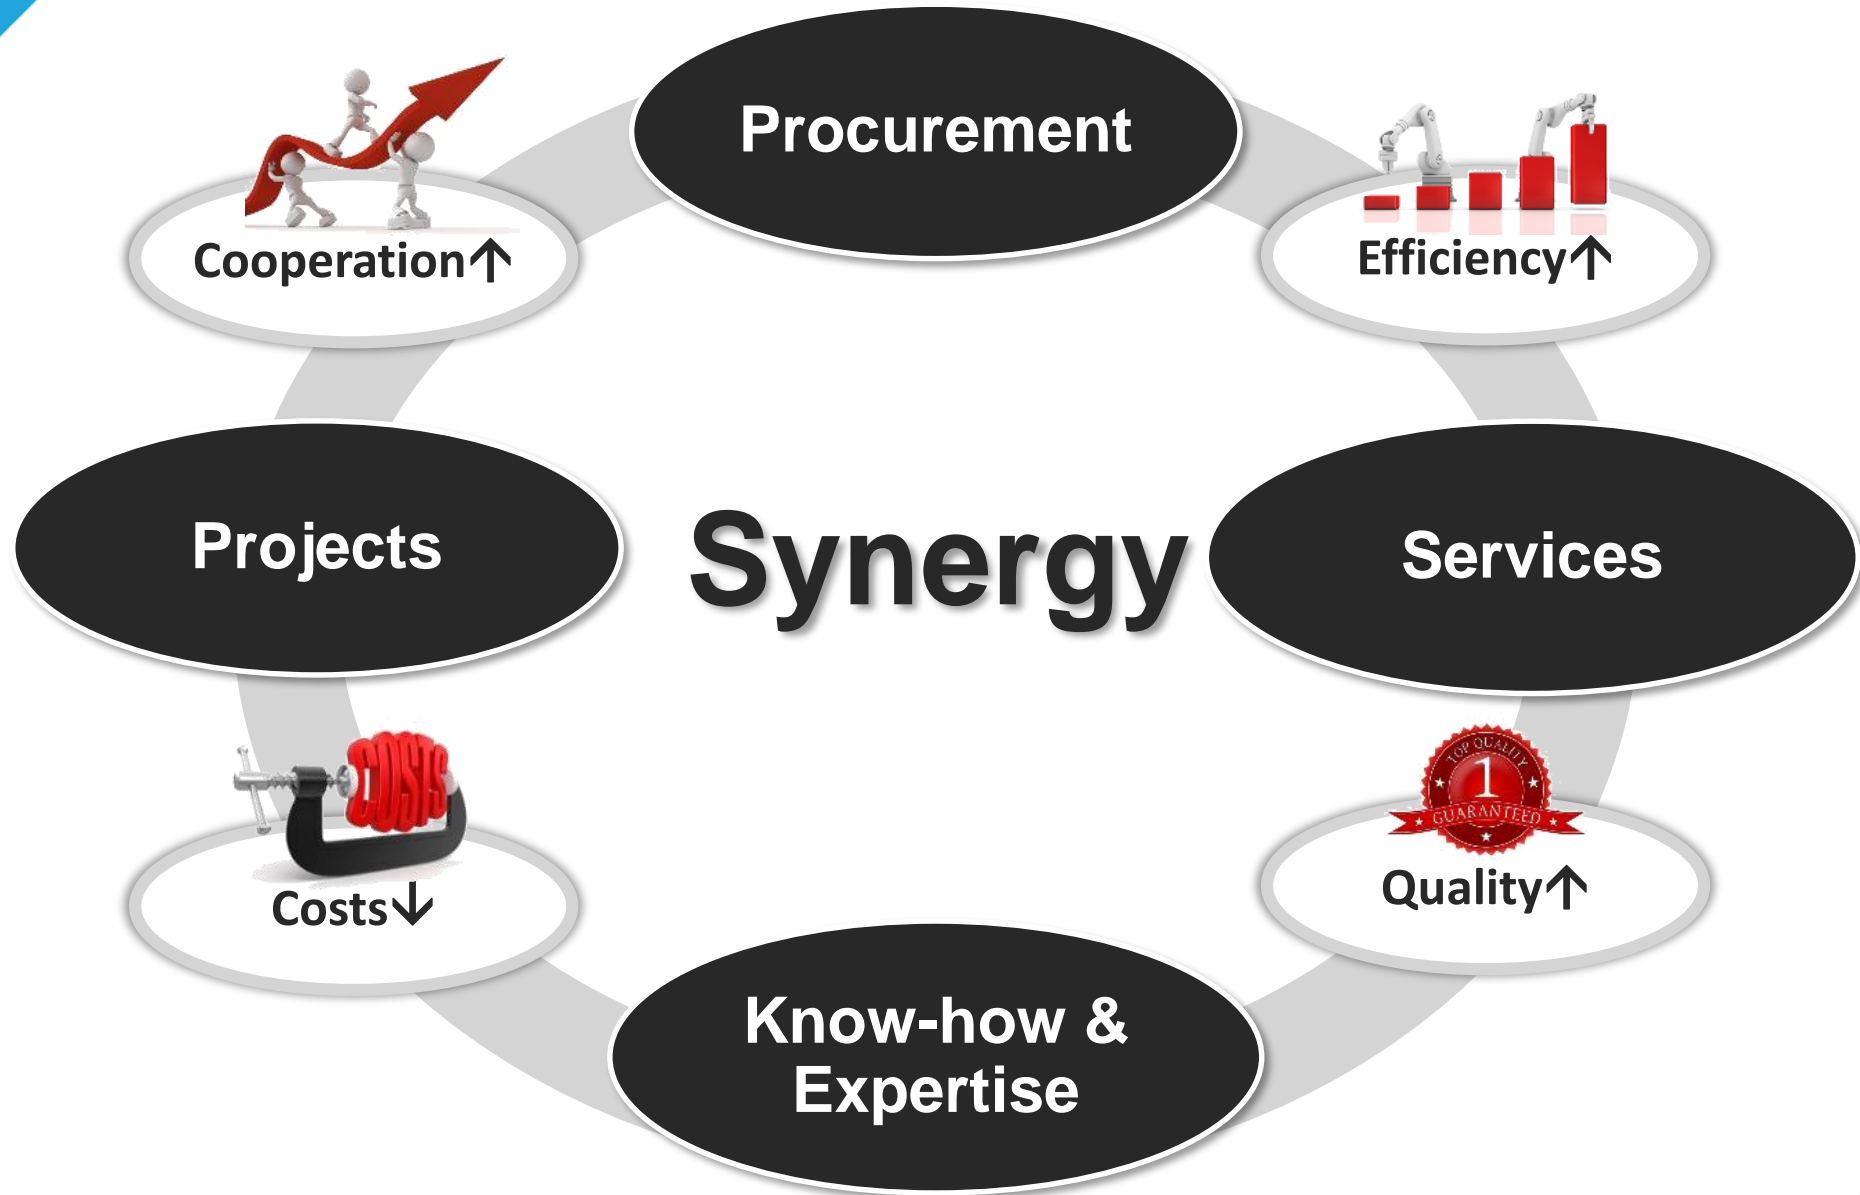 Procurement
Cooperation↑
Efficiency↑
Projects
Synergy
Services
COSTS
Costs↓
TOP QUALITY
1
GUARANTEED
Quality↑
Know-how &
Expertise